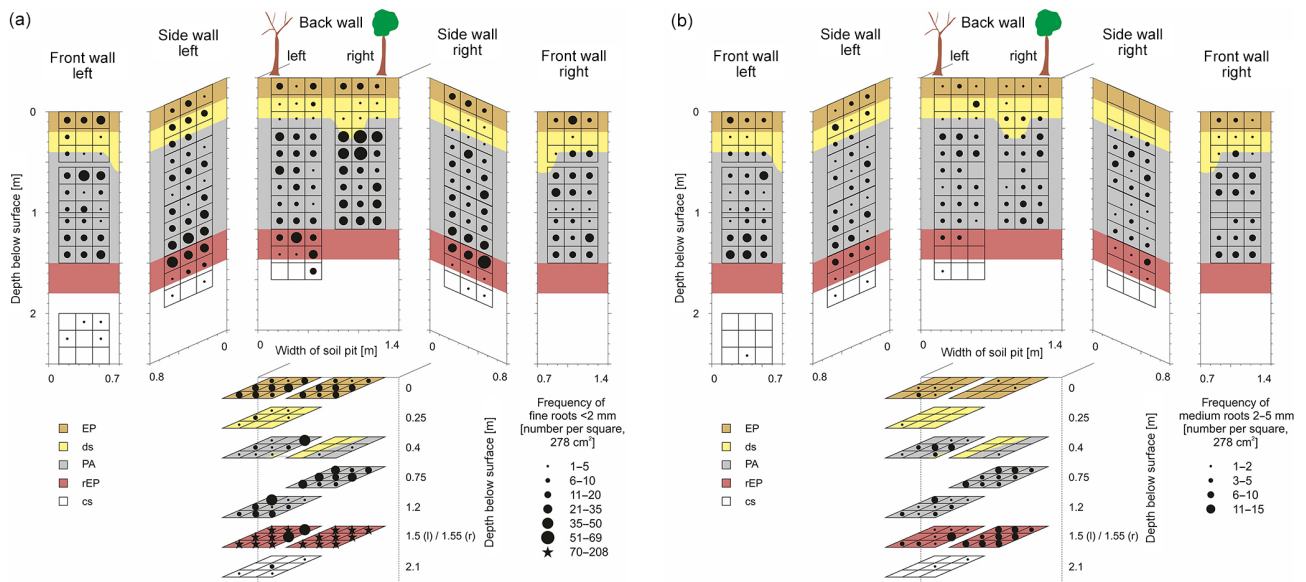 (a)
Back wall
left
right
Side wall
left
Side wall
right
Front wall
left
Front wall
right
Depth below surface [m]
0
1
2
0
0.7
0.8
0
0
1.4
Width of soil pit [m]
0
0.8
0.7
1.4
0
0.25
0.4
0.75
1.2
1.5 (l) / 1.55 (r)
2.1
Depth below surface [m]
EP
ds
PA
rEP
cs
Frequency of
fine roots <2 mm
[number per square,
278 cm²]
1–5
6–10
11–20
21–35
35–50
51–69
70–208
(b)
Back wall
left
right
Side wall
left
Side wall
right
Front wall
left
Front wall
right
Depth below surface [m]
0
1
2
0
0.7
0.8
0
0
1.4
Width of soil pit [m]
0
0.8
0.7
1.4
0
0.25
0.4
0.75
1.2
1.5 (l) / 1.55 (r)
2.1
Depth below surface [m]
EP
ds
PA
rEP
cs
Frequency of
medium roots 2–5 mm
[number per square,
278 cm²]
1–2
3–5
6–10
11–15